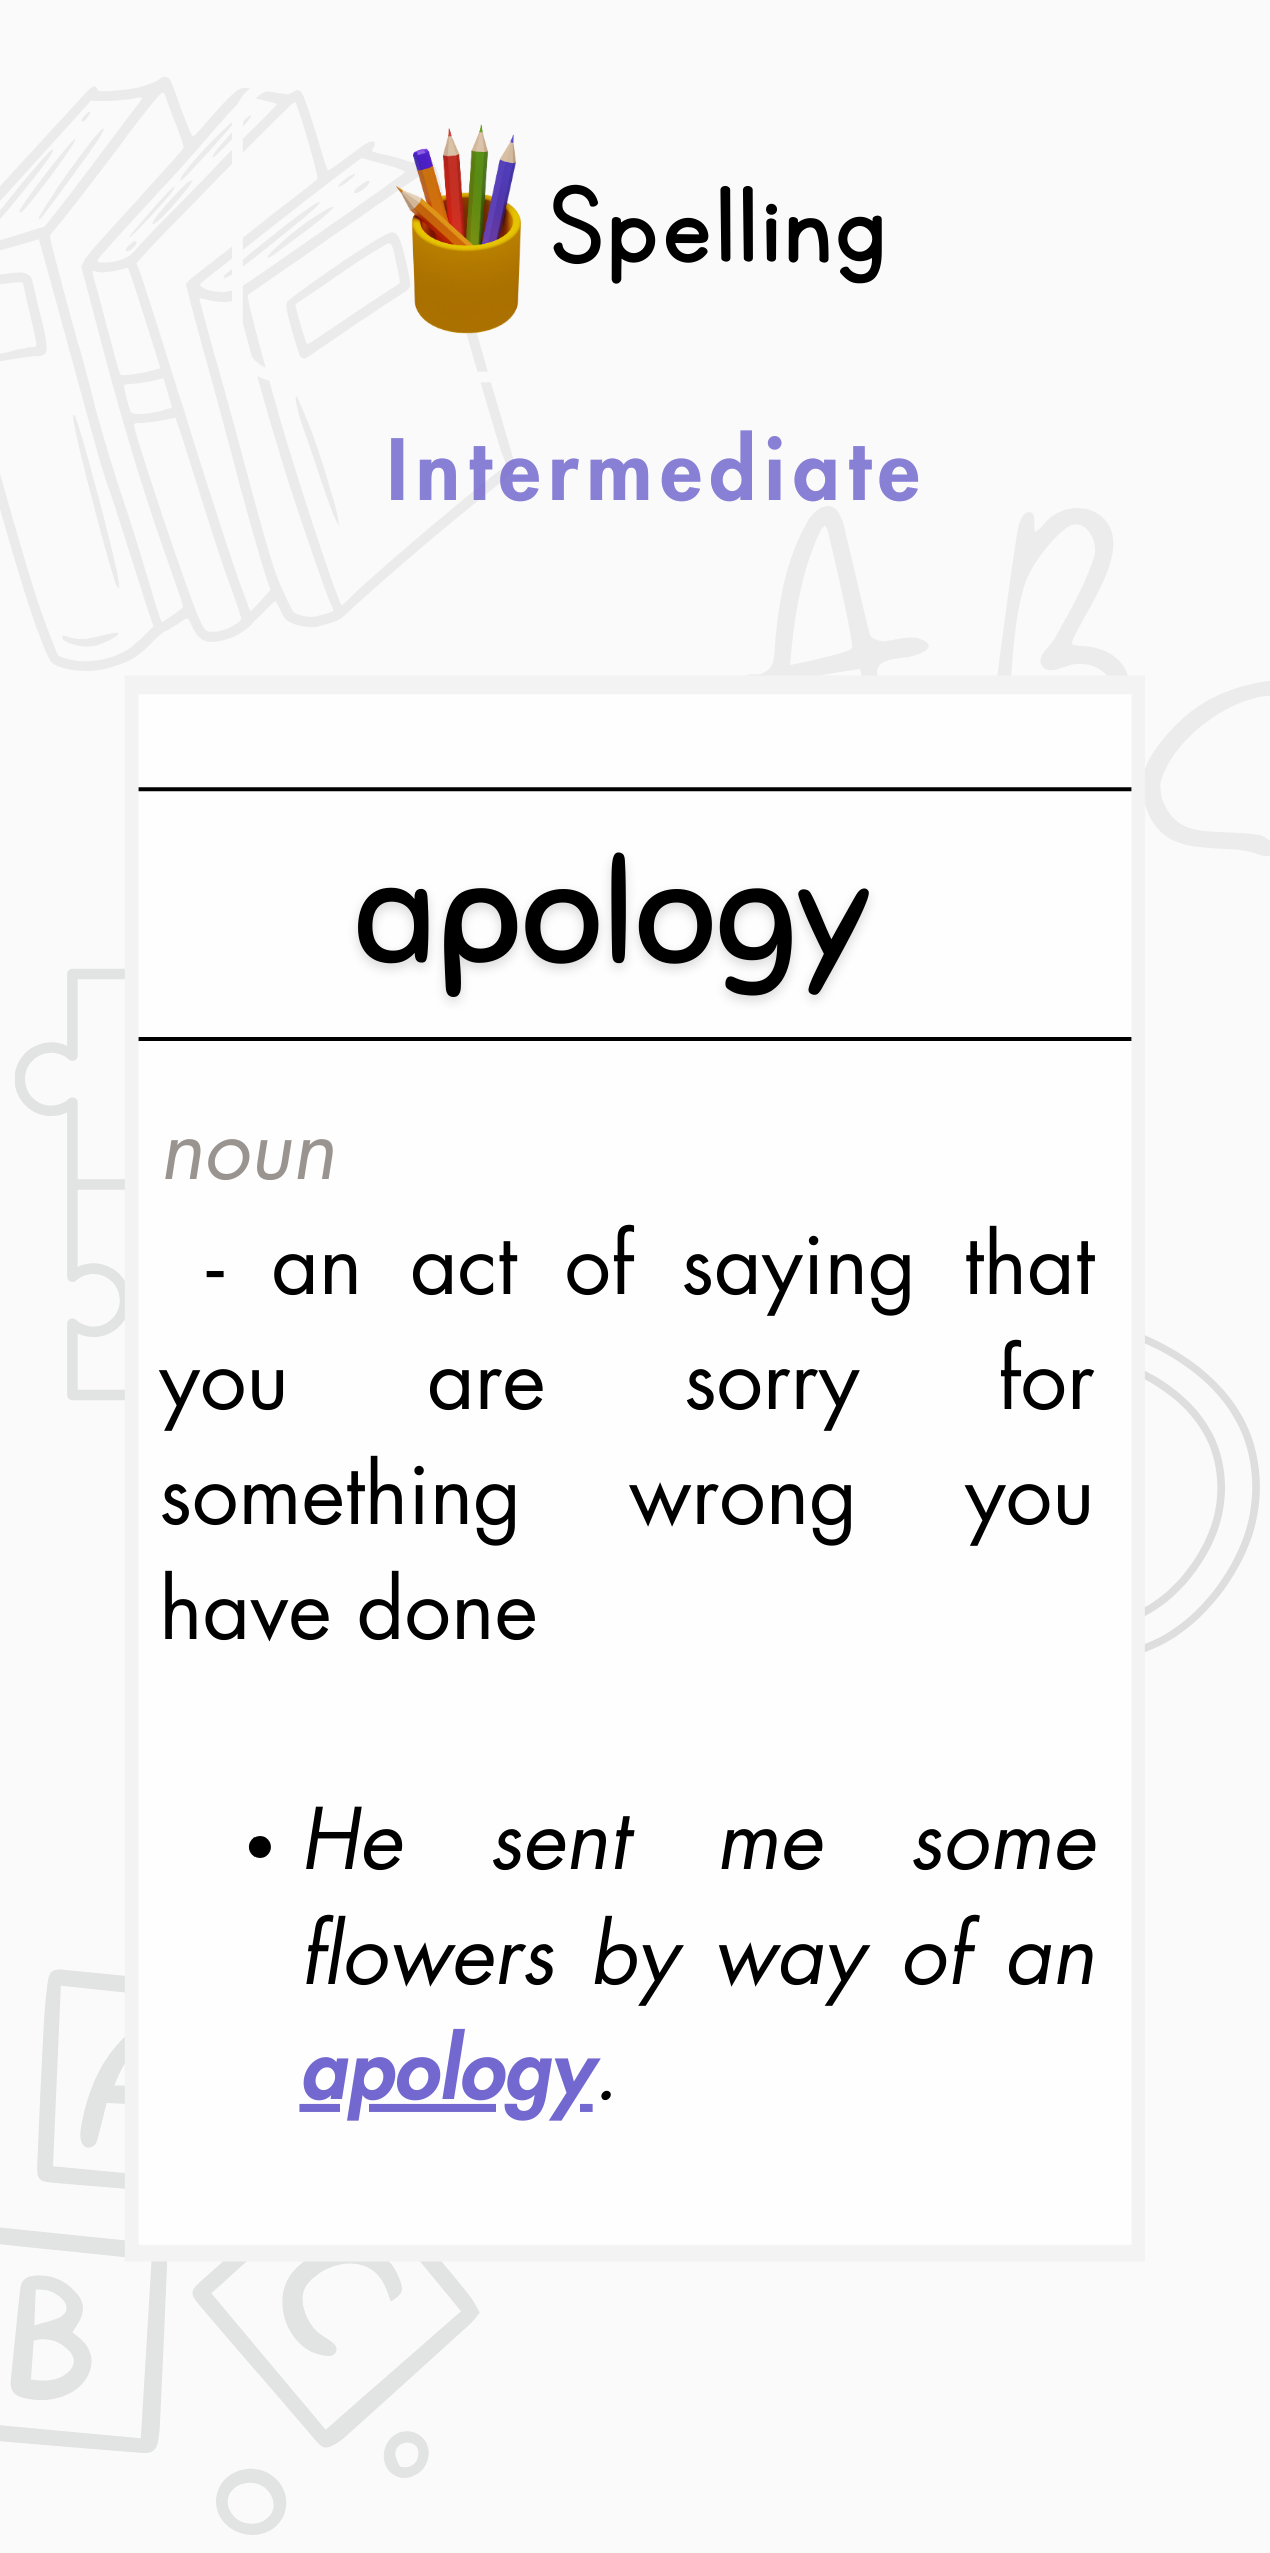 Spelling
Intermediate
A B
apology
noun
- an act of saying that
you are sorry for
something wrong you
have done
• He sent me some
flowers by way of an
apology.
A
B C